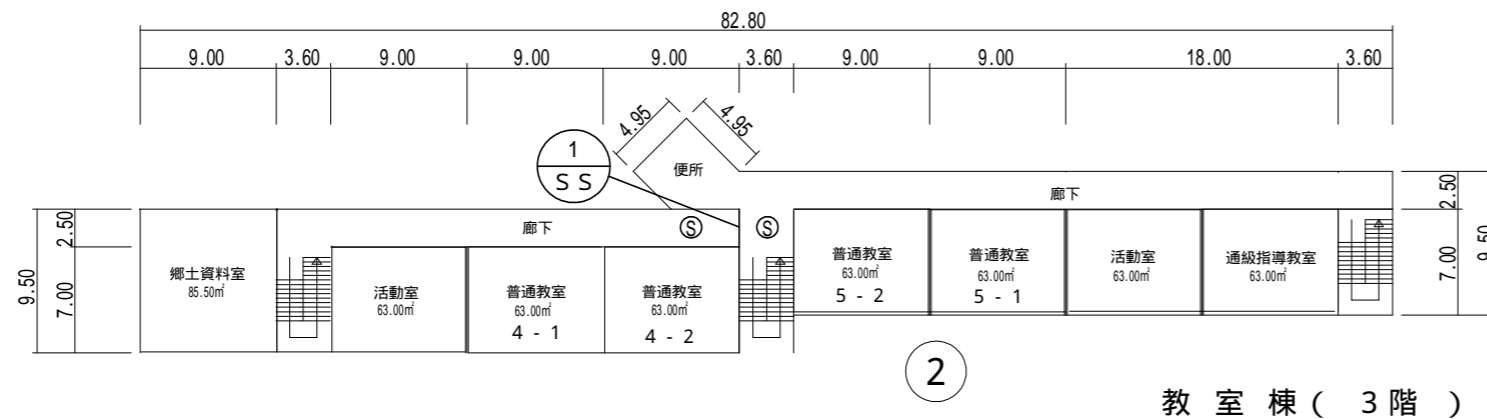 82.80
9.00 3.60 9.00 9.00 9.00 3.60 9.00 9.00 18.00 3.60
4.95 4.95
1
SS
便所
廊下
2.50
7.00
9.50
廊下
Ⓢ Ⓢ
2.50
7.00
9.50
郷土資料室
85.50㎡
活動室
63.00㎡
普通教室
63.00㎡
4 - 1
普通教室
63.00㎡
4 - 2
普通教室
63.00㎡
5 - 2
普通教室
63.00㎡
5 - 1
活動室
63.00㎡
通級指導教室
63.00㎡
2
教 室 棟 ( 3 階 )